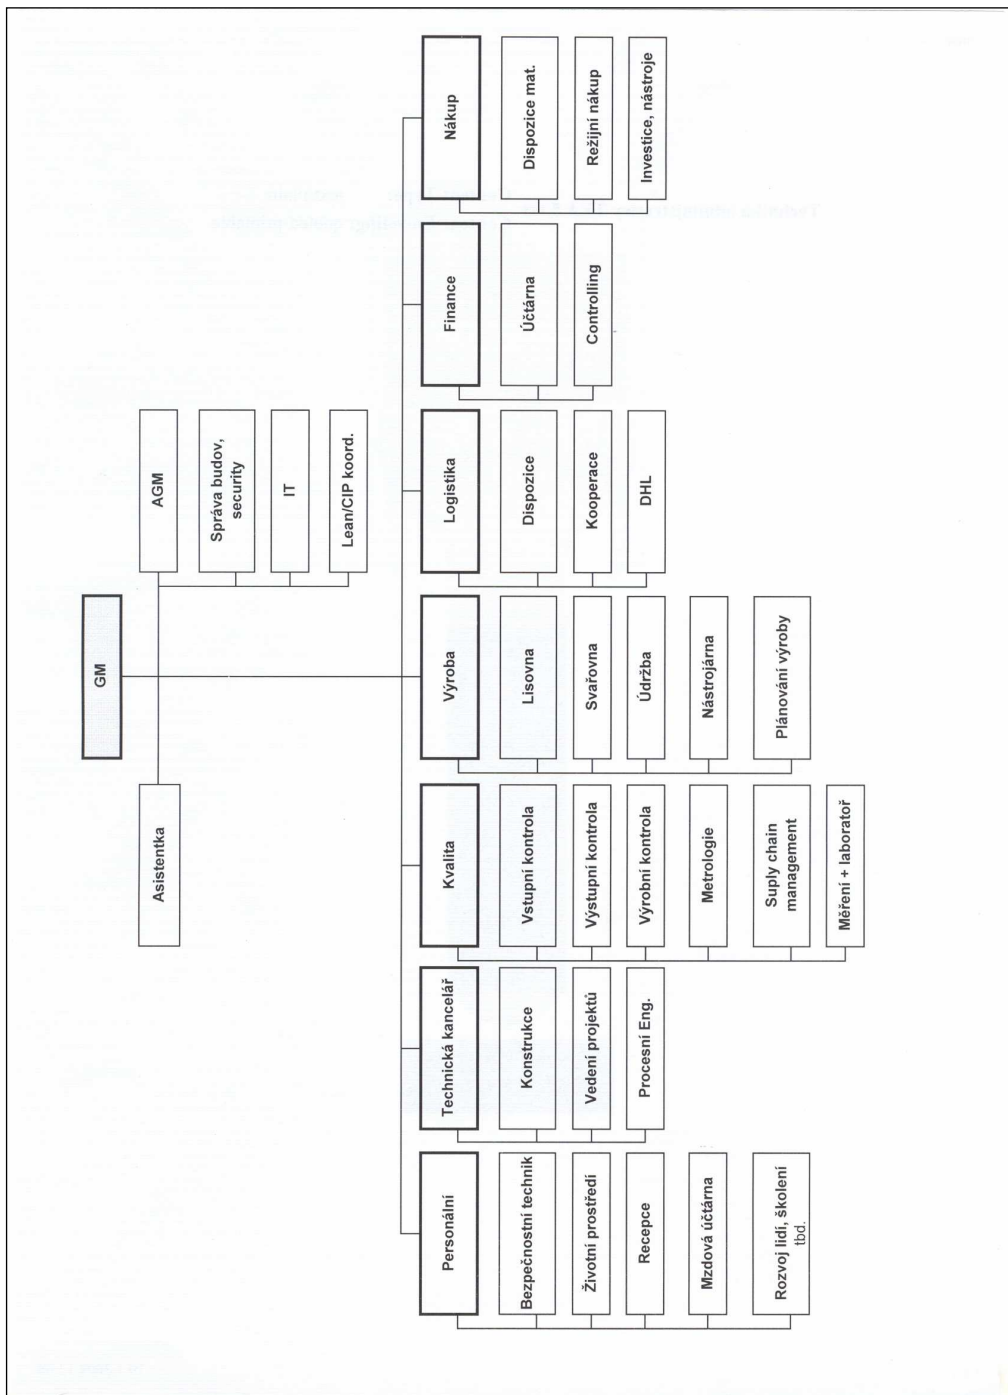 GM
Asistentka
AGM
Správa budov,
security
IT
Lean/CIP koord.
Personální
Bezpečnostní technik
Životní prostředí
Recepce
Mzdová účtárna
Rozvoj lidí, školení
tbd.
Technická kancelář
Konstrukce
Vedení projektů
Procesní Eng.
Kvalita
Vstupní kontrola
Výstupní kontrola
Výrobní kontrola
Metrologie
Suply chain
management
Měření + laboratoř
Výroba
Lisovna
Svařovna
Údržba
Nástrojárna
Plánování výroby
Logistika
Dispozice
Kooperace
DHL
Finance
Účtárna
Controlling
Nákup
Dispozice mat.
Režijní nákup
Investice, nástroje